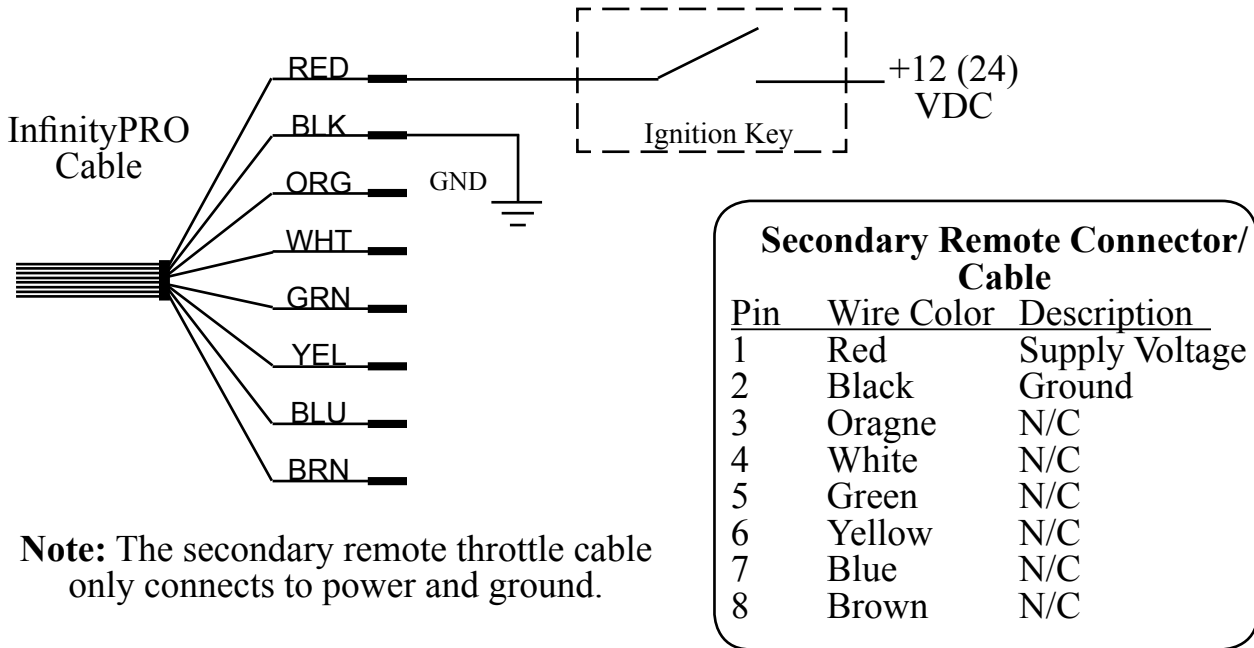 RED
BLK
ORG
WHT
GRN
YEL
BLU
BRN
InfinityPRO
Cable
GND
Ignition Key
+12 (24)
VDC
Note: The secondary remote throttle cable
only connects to power and ground.
Secondary Remote Connector/
Cable
Pin Wire Color Description
1 Red Supply Voltage
2 Black Ground
3 Oragne N/C
4 White N/C
5 Green N/C
6 Yellow N/C
7 Blue N/C
8 Brown N/C